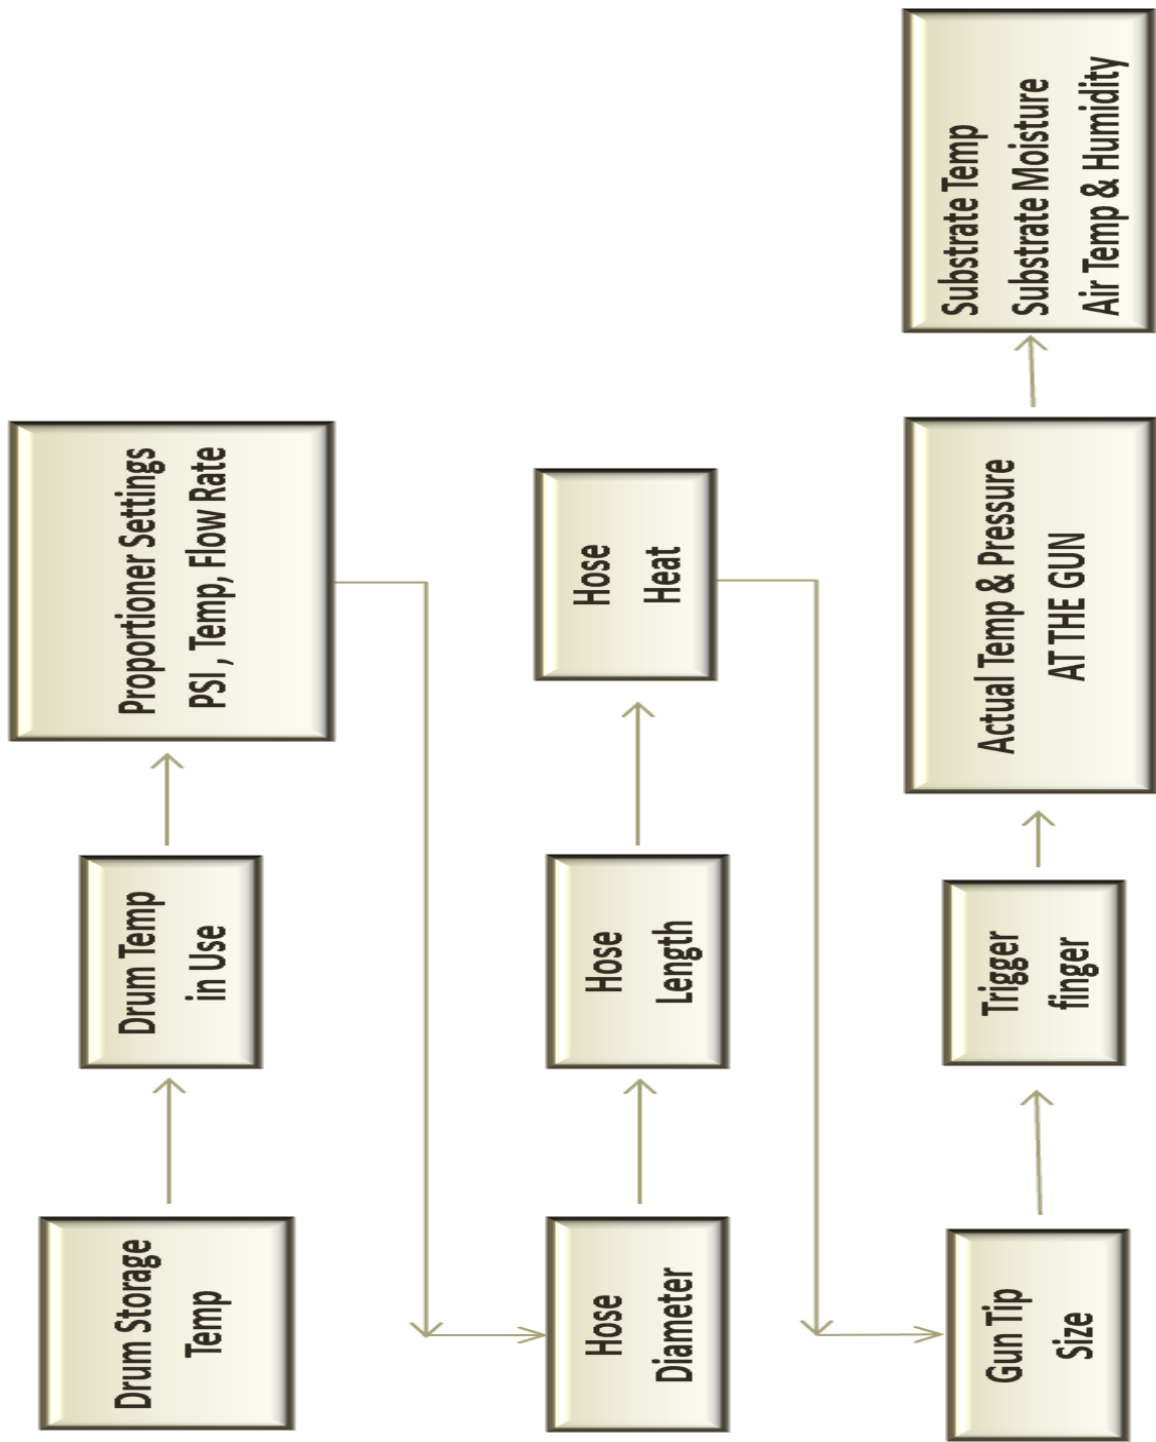 Drum Storage
Temp
Drum Temp
in Use
Proportioner Settings
PSI , Temp, Flow Rate
Hose
Diameter
Hose
Length
Hose
Heat
Gun Tip
Size
Trigger
finger
Actual Temp & Pressure
AT THE GUN
Substrate Temp
Substrate Moisture
Air Temp & Humidity